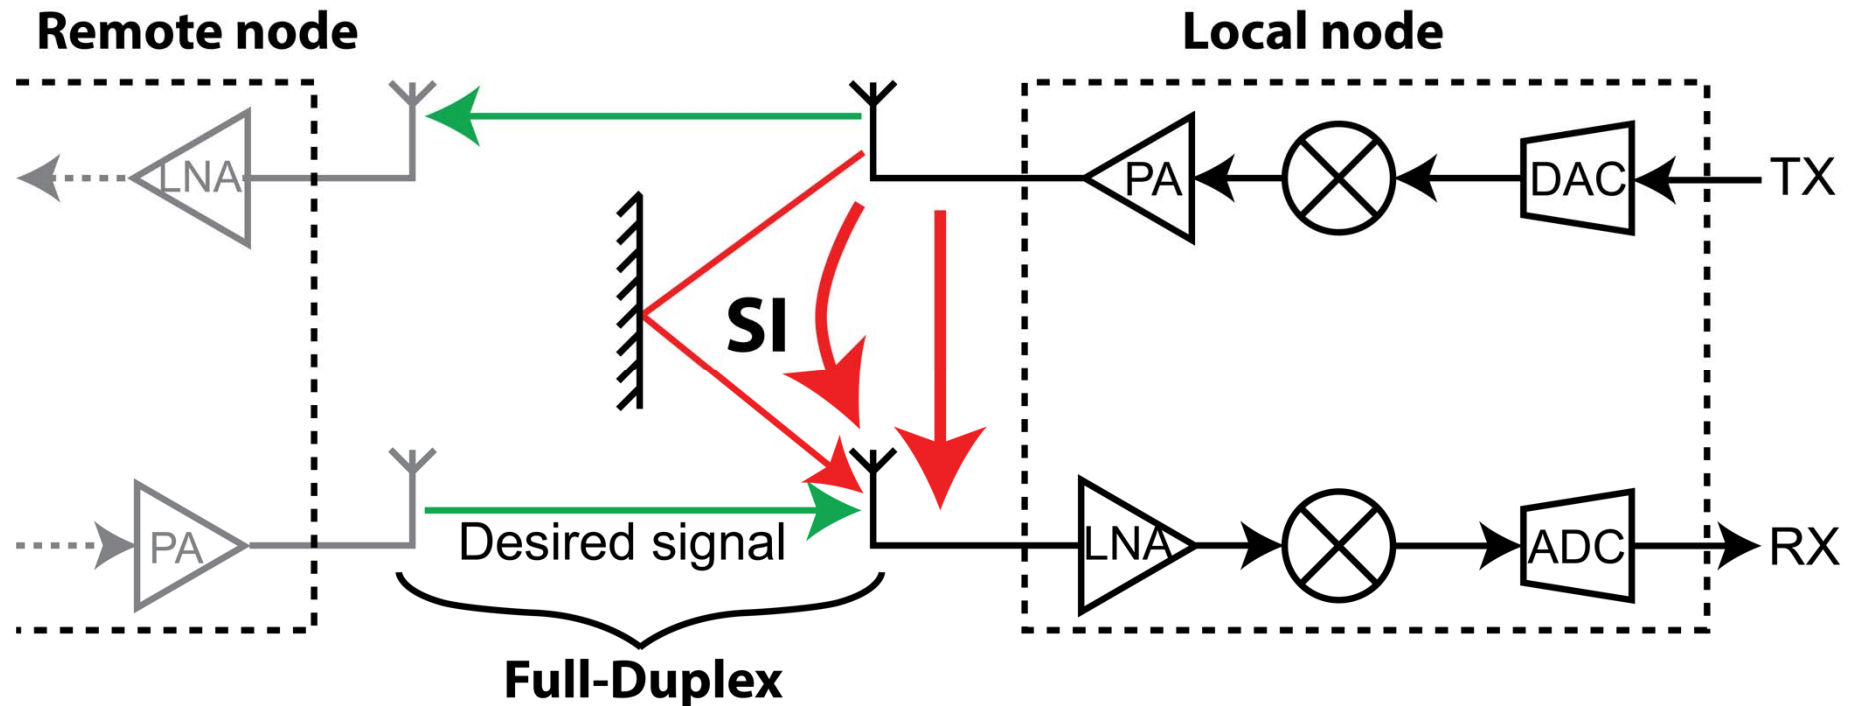 Remote node
Local node
LNA
PA
DAC
TX
SI
PA
Desired signal
LNA
ADC
RX
Full-Duplex